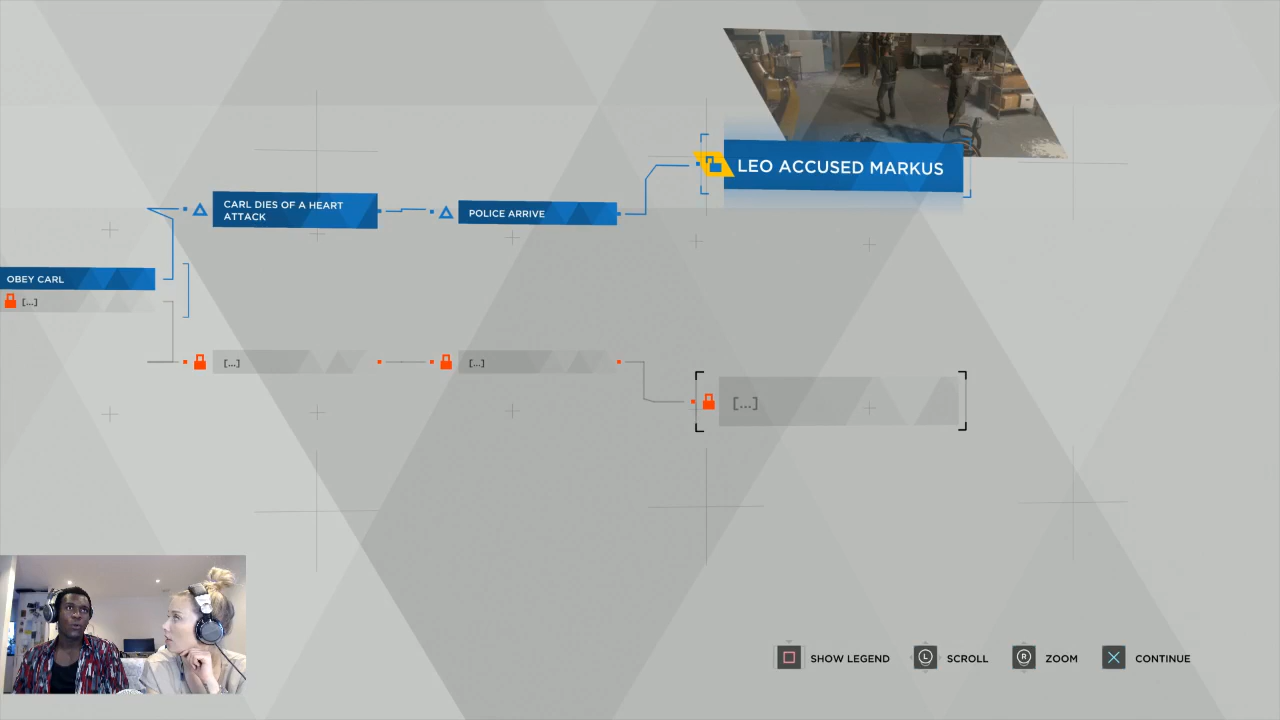 LEO ACCUSED MARKUS
CARL DIES OF A HEART
ATTACK
POLICE ARRIVE
OBEY CARL
[...]
[...]
[...]
[...]
SHOW LEGEND
L
SCROLL
R
ZOOM
CONTINUE